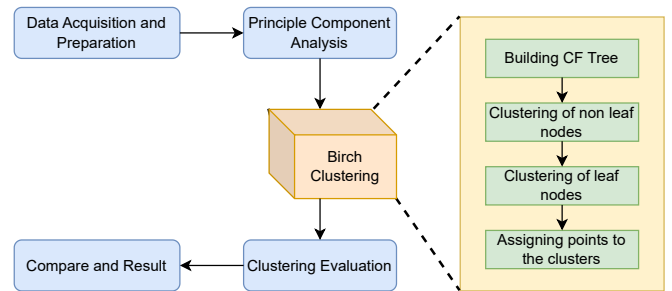 Data Acquisition and
Preparation
Principle Component
Analysis
Birch
Clustering
Clustering Evaluation
Compare and Result
Building CF Tree
Clustering of non leaf
nodes
Clustering of leaf
nodes
Assigning points to
the clusters